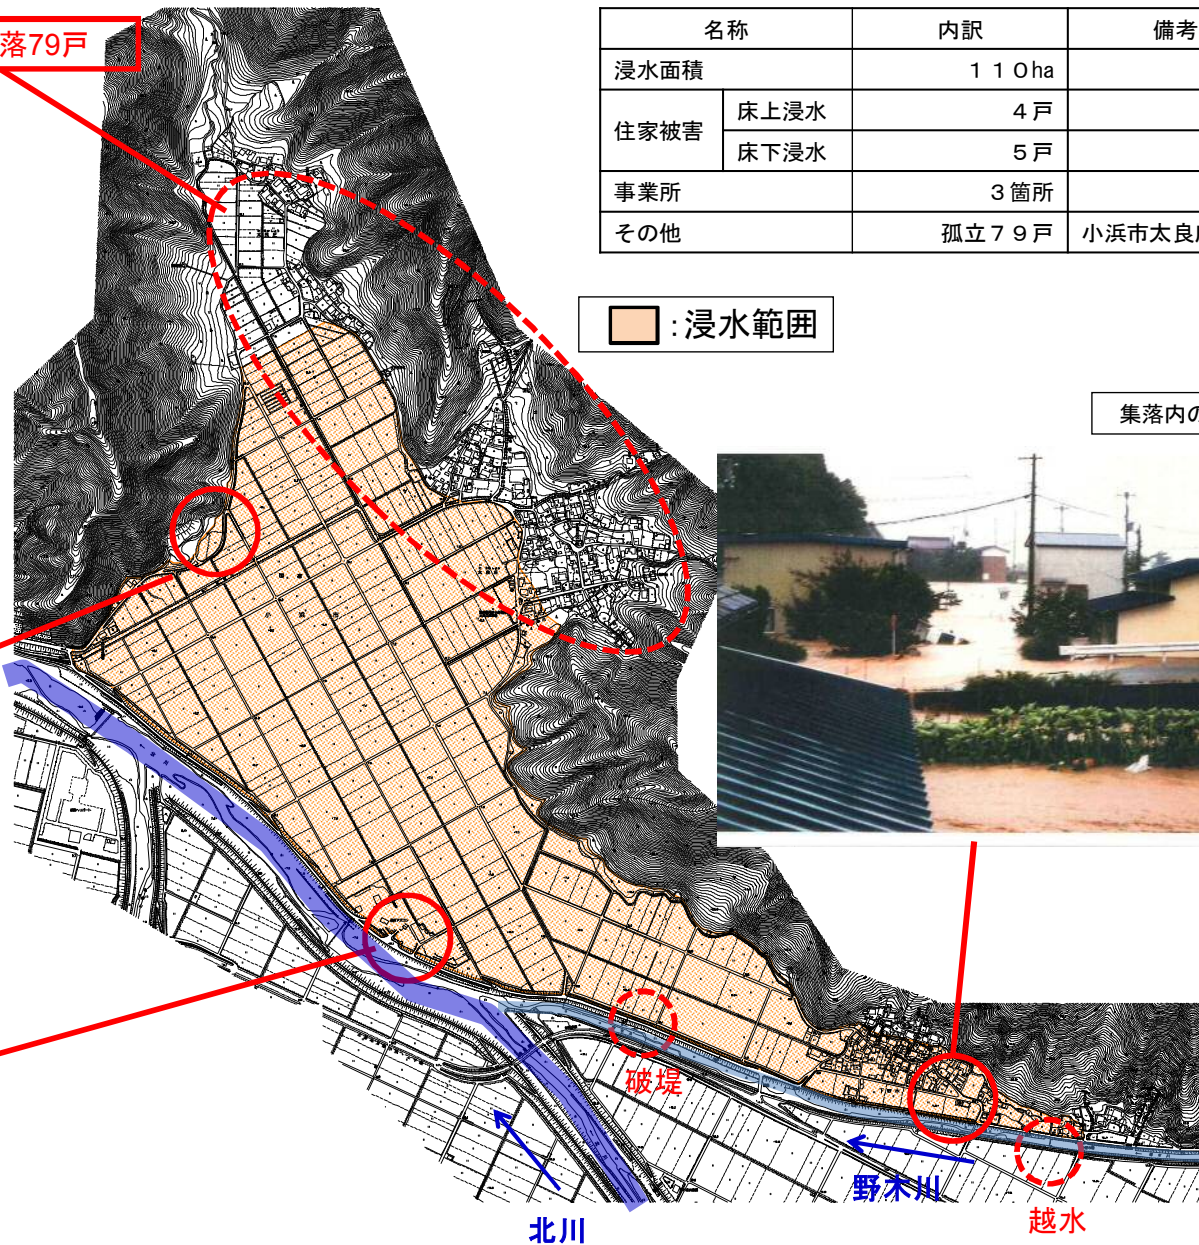 落79戸
名称 内訳 備考
浸水面積 １１０ha
住家被害 床上浸水 ４戸
床下浸水 ５戸
事業所 ３箇所
その他 孤立７９戸 小浜市太良
：浸水範囲
集落内の
破堤
野木川
北川
越水